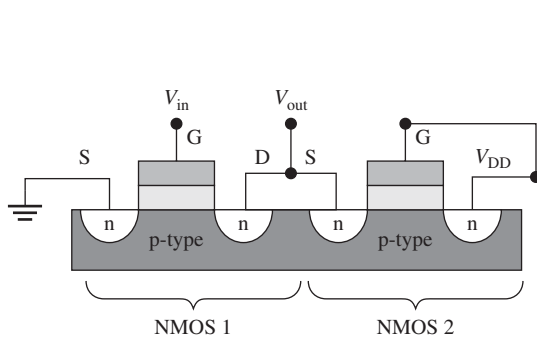 V_in V_out
G G
S D S V_DD
n n n n
p-type p-type
NMOS 1 NMOS 2